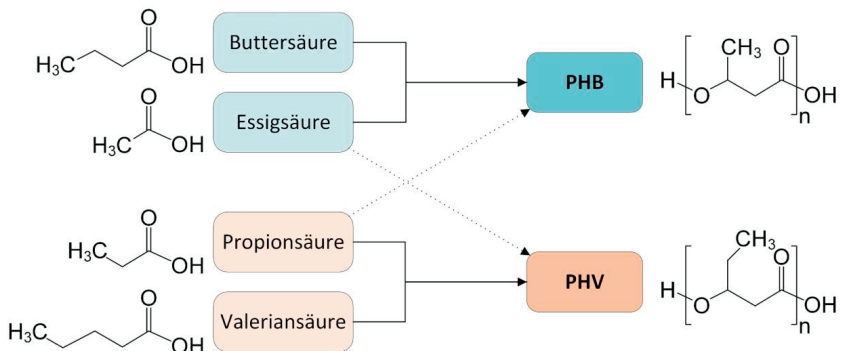 O
H₃C
OH
Buttersäure
PHB
H
O
CH₃
O
OH
n
O
H₃C
OH
Essigsäure
O
H₃C
OH
Propionsäure
PHV
H
O
CH₃
O
OH
n
O
H₃C
OH
Valeriansäure